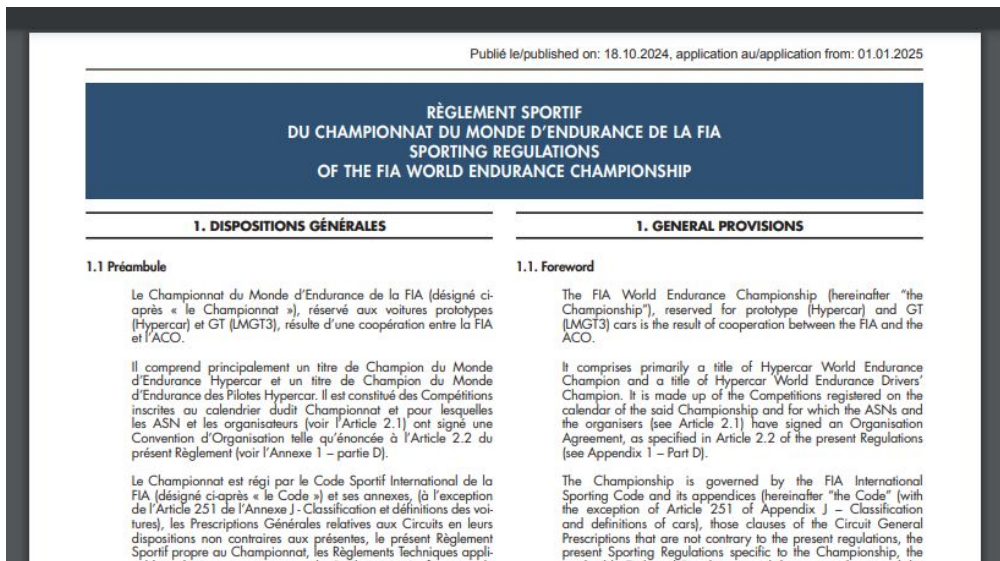 Publié le/published on: 18.10.2024, application au/application from: 01.01.2025
RÈGLEMENT SPORTIF
DU CHAMPIONNAT DU MONDE D’ENDURANCE DE LA FIA
SPORTING REGULATIONS
OF THE FIA WORLD ENDURANCE CHAMPIONSHIP
1. DISPOSITIONS GÉNÉRALES
1.1 Préambule
Le Championnat du Monde d’Endurance de la FIA (désigné ci-
après « le Championnat »), réservé aux voitures prototypes
(Hypercar) et GT (LMGT3), résulte d’une coopération entre la FIA
et l’ACO.
Il comprend principalement un titre de Champion du Monde
d’Endurance Hypercar et un titre de Champion du Monde
d’Endurance des Pilotes Hypercar. Il est constitué des Compétitions
inscrites au calendrier dudit Championnat et pour lesquelles
les ASN et les organisateurs (voir l’Article 2.1) ont signé une
Convention d’Organisation telle qu’énoncée à l’Article 2.2 du
présent Règlement (voir l’Annexe 1 – partie D).
Le Championnat est régi par le Code Sportif International de la
FIA (désigné ci-après « le Code ») et ses annexes, (à l’exception
de l’Article 251 de l’Annexe J - Classification et définitions des voi-
tures), les Prescriptions Générales relatives aux Circuits en leurs
dispositions non contraires aux présentes, le présent Règlement
Sportif propre au Championnat, les Règlements Techniques appli-
1. GENERAL PROVISIONS
1.1. Foreword
The FIA World Endurance Championship (hereinafter “the
Championship”), reserved for prototype (Hypercar) and GT
(LMGT3) cars is the result of cooperation between the FIA and the
ACO.
It comprises primarily a title of Hypercar World Endurance
Champion and a title of Hypercar World Endurance Drivers’
Champion. It is made up of the Competitions registered on the
calendar of the said Championship and for which the ASNs and
the organisers (see Article 2.1) have signed an Organisation
Agreement, as specified in Article 2.2 of the present Regulations
(see Appendix 1 – Part D).
The Championship is governed by the FIA International
Sporting Code and its appendices (hereinafter “the Code” (with
the exception of Article 251 of Appendix J – Classification
and definitions of cars), those clauses of the Circuit General
Prescriptions that are not contrary to the present regulations, the
present Sporting Regulations specific to the Championship, the